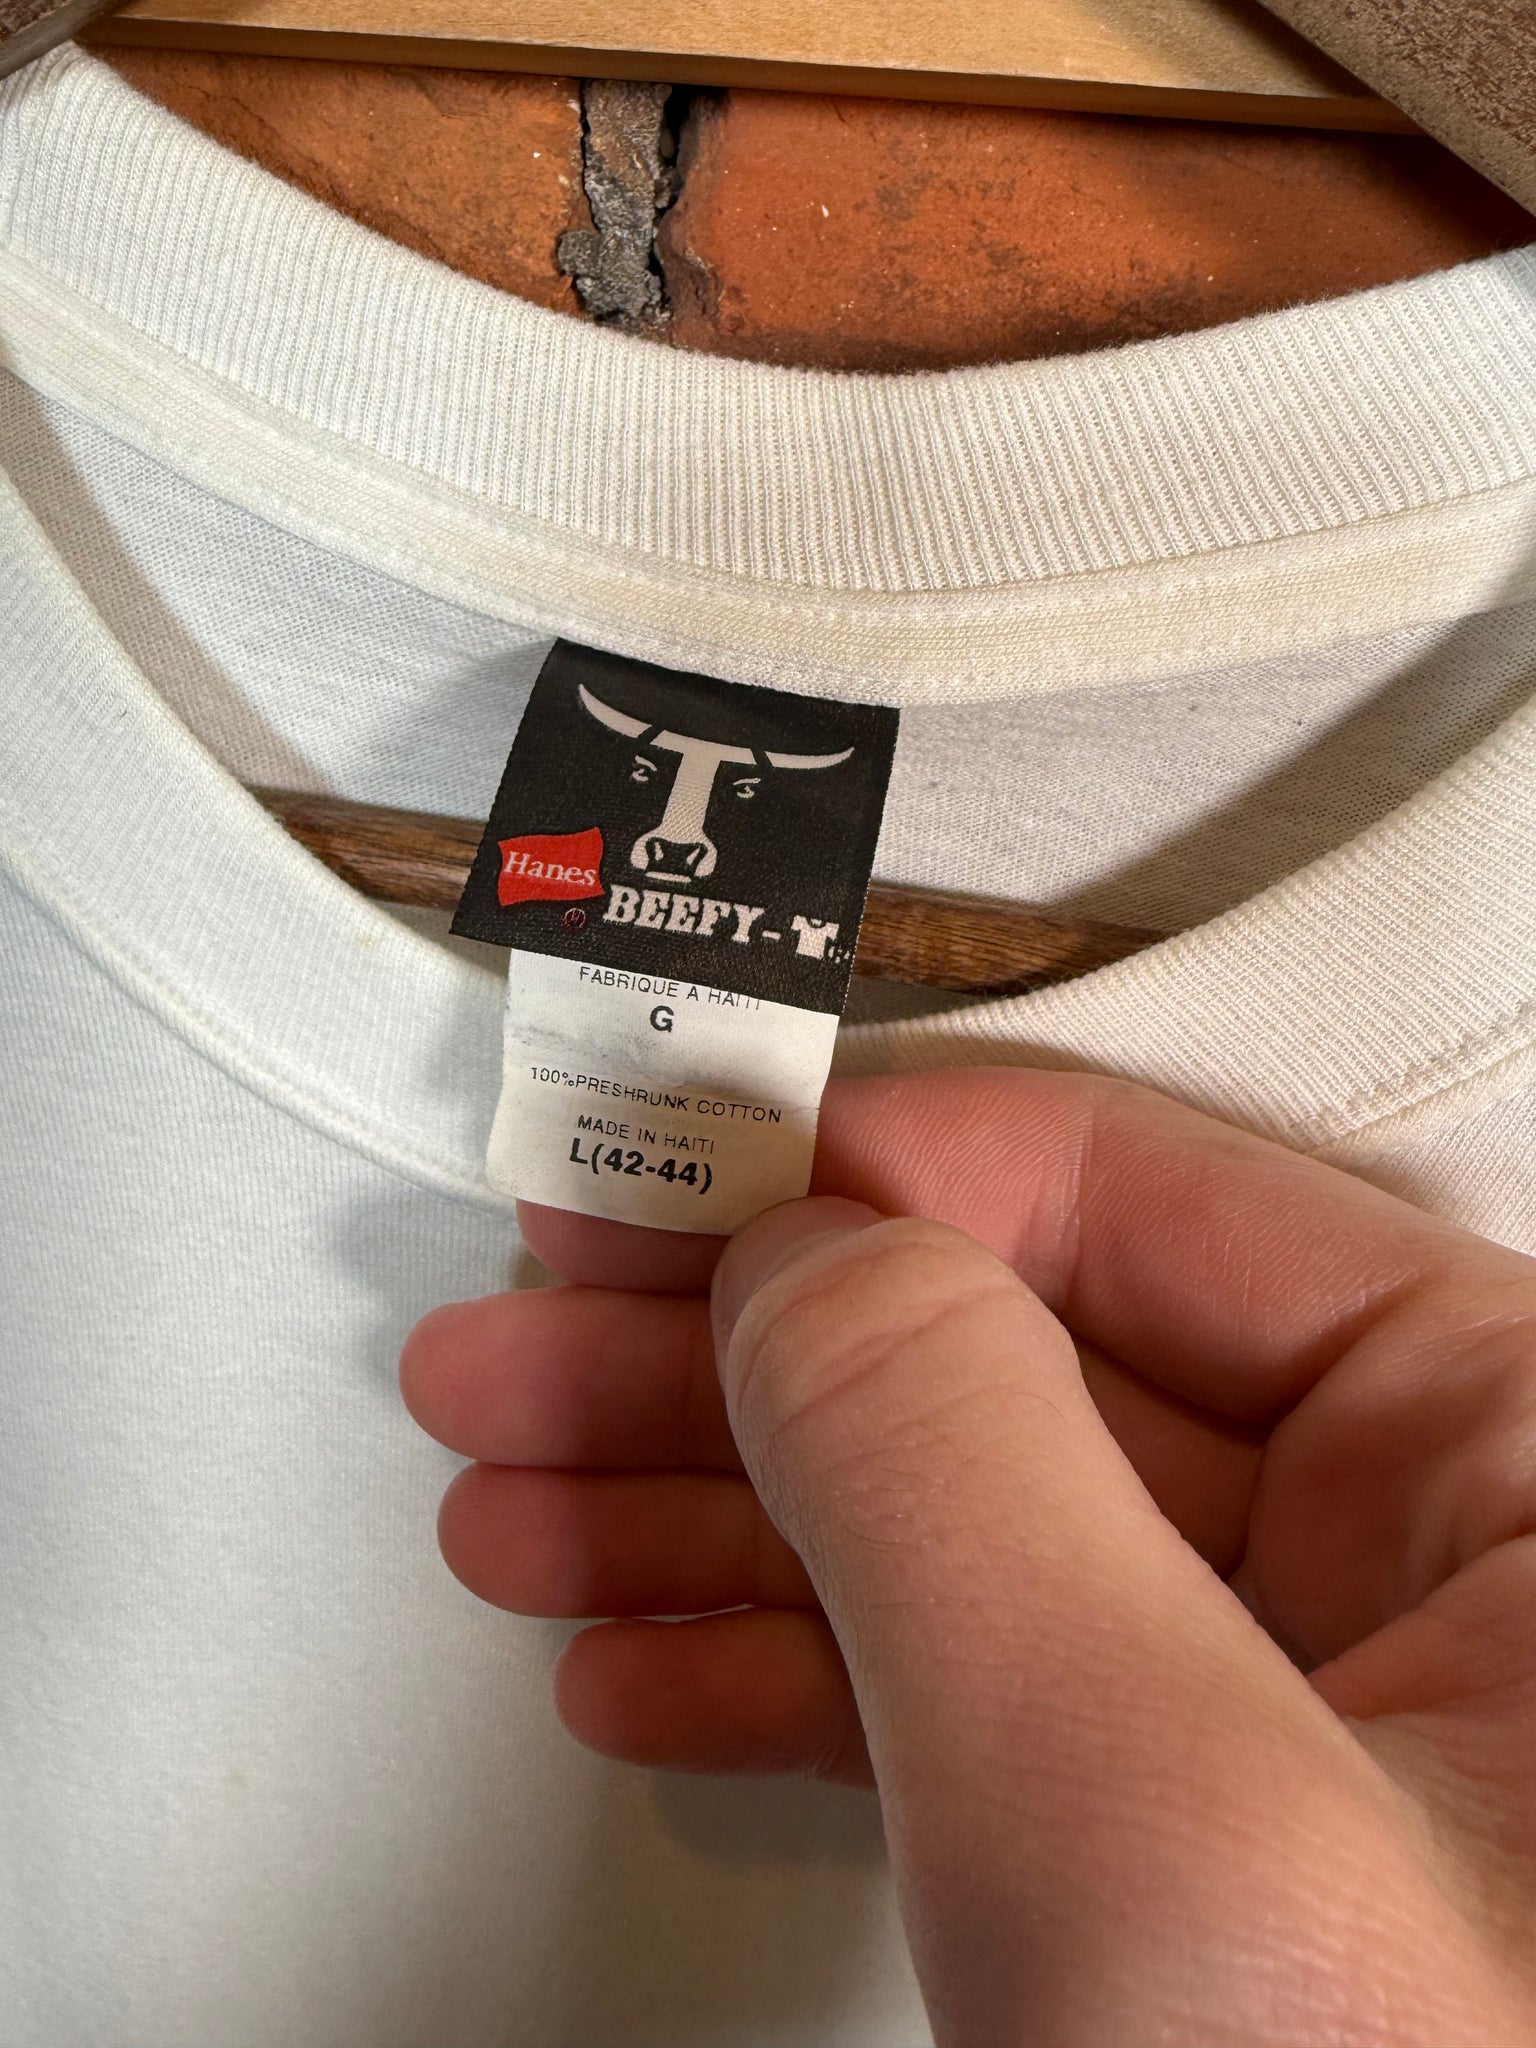 Hanes
BEEFY-T
FABRIQUE A HAITI
G
100% PRESHRUNK COTTON
MADE IN HAITI
L(42-44)